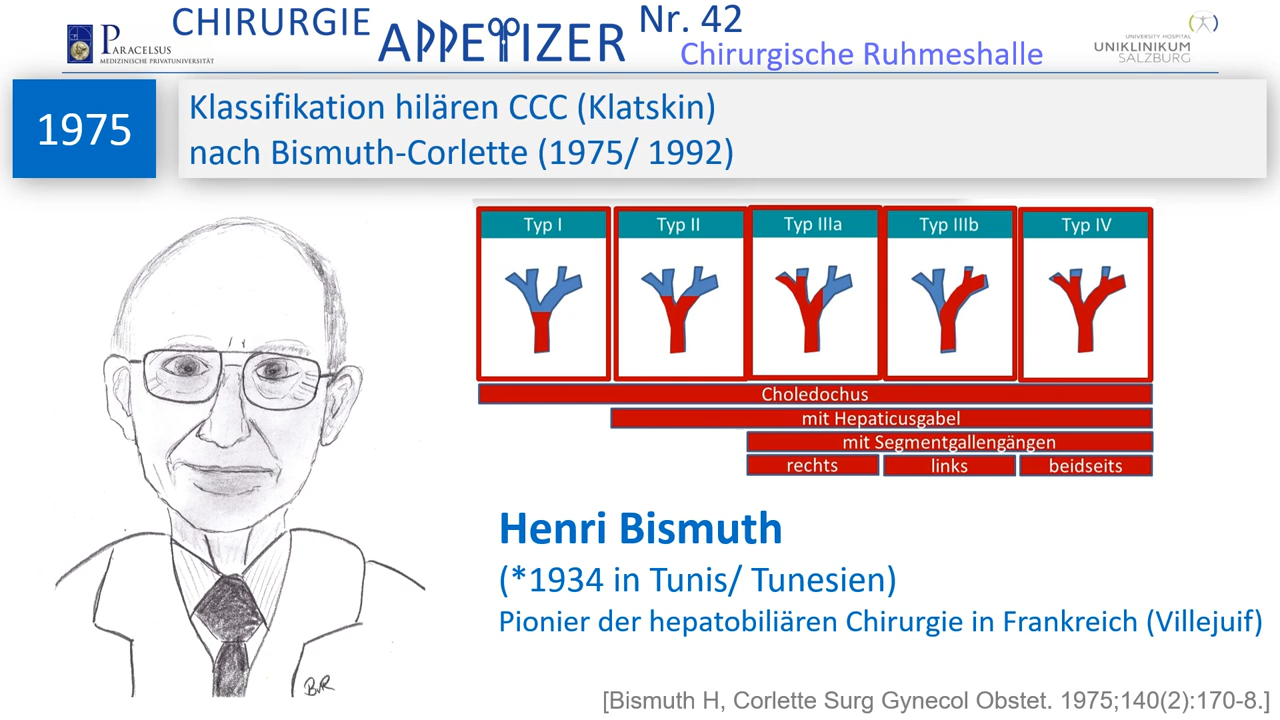 PARACELSUS
MEDIZINISCHE PRIVATUNIVERSITÄT
CHIRURGIE APPETIZER Nr. 42
Chirurgische Ruhmeshalle
UNIVERSITY HOSPITAL
UNIKLINIKUM
SALZBURG
1975
Klassifikation hilären CCC (Klatskin)
nach Bismuth-Corlette (1975/ 1992)
Typ I Typ II Typ IIIa Typ IIIb Typ IV
Choledochus
mit Hepaticusgabel
mit Segmentgallengängen
rechts links beidseits
Henri Bismuth
(*1934 in Tunis/ Tunesien)
Pionier der hepatobiliären Chirurgie in Frankreich (Villejuif)
BvR
[Bismuth H, Corlette Surg Gynecol Obstet. 1975;140(2):170-8.]